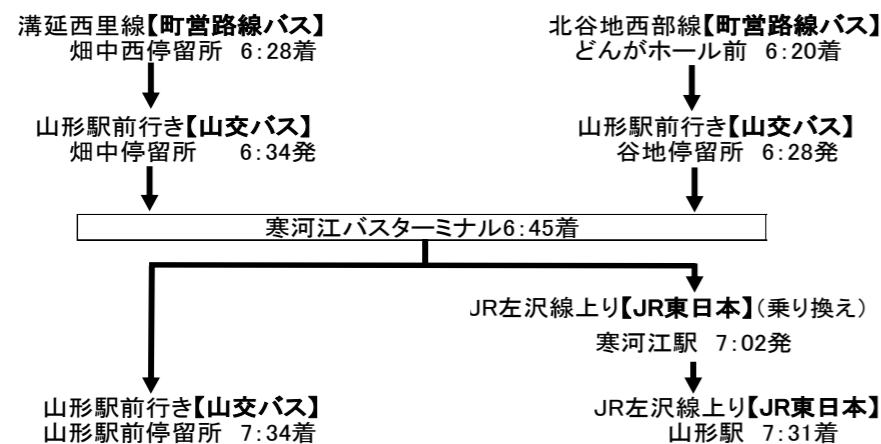 溝延西里線【町営路線バス】
畑中西停留所 6:28着
北谷地西部線【町営路線バス】
どんがホール前 6:20着
山形駅前行き【山交バス】
畑中停留所 6:34発
山形駅前行き【山交バス】
谷地停留所 6:28発
寒河江バスターミナル6:45着
JR左沢線上り【JR東日本】(乗り換え)
寒河江駅 7:02発
山形駅前行き【山交バス】
山形駅前停留所 7:34着
JR左沢線上り【JR東日本】
山形駅 7:31着